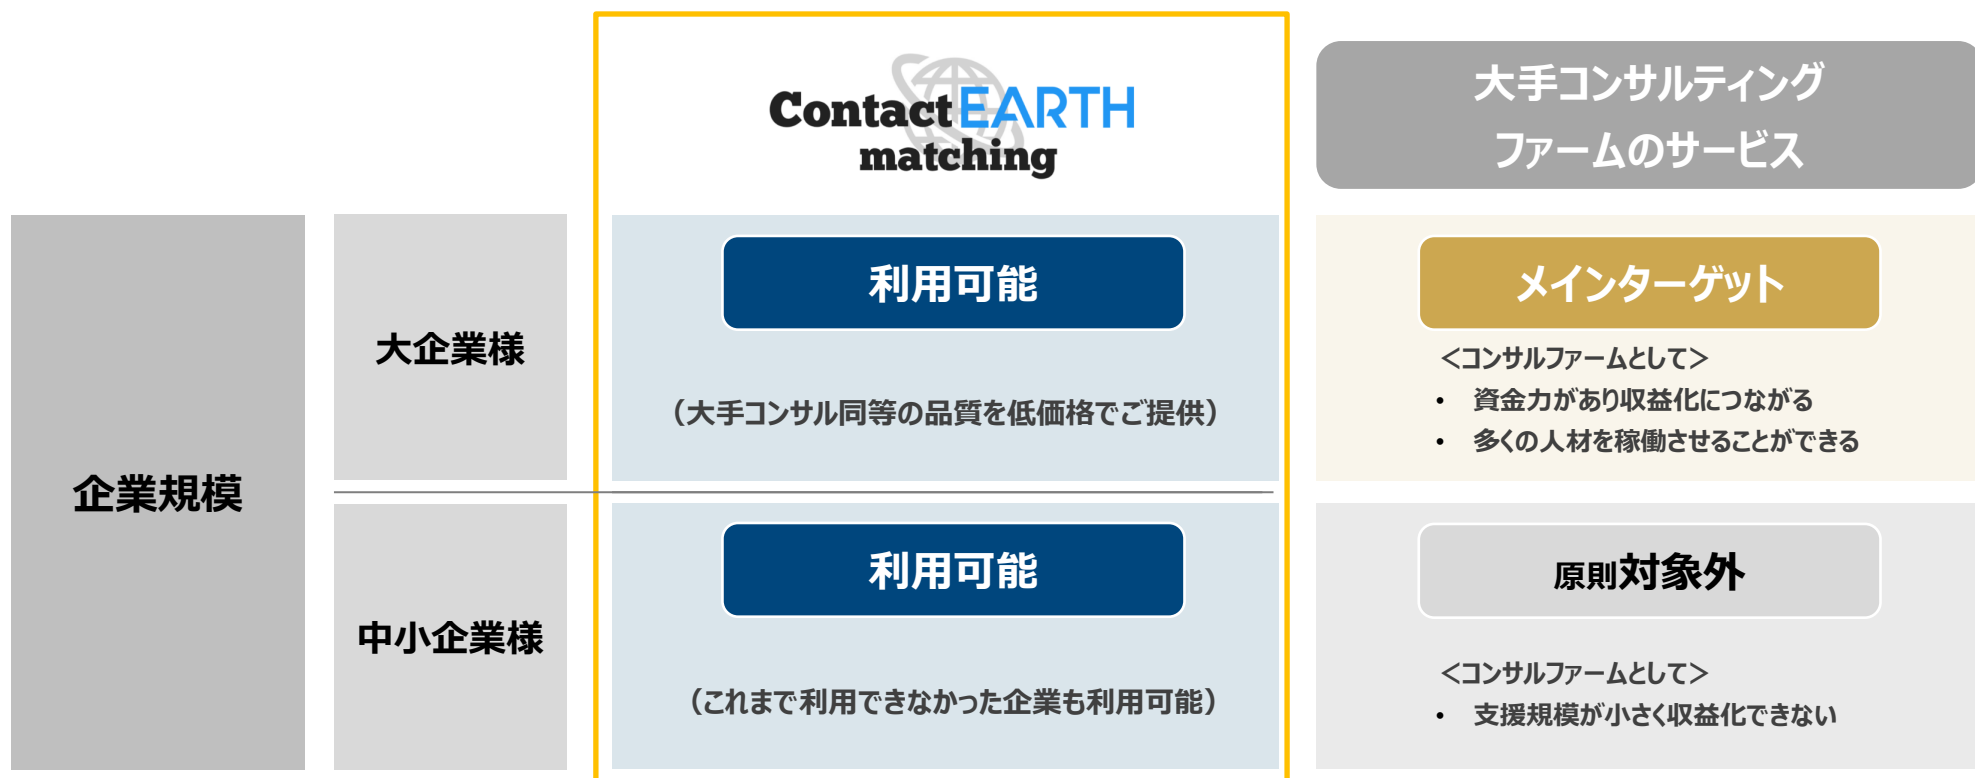 Contact EARTH
matching
大手コンサルティング
ファームのサービス
企業規模
大企業様
利用可能
（大手コンサル同等の品質を低価格でご提供）
メインターゲット
＜コンサルファームとして＞
• 資金力があり収益化につながる
• 多くの人材を稼働させることができる
中小企業様
利用可能
（これまで利用できなかった企業も利用可能）
原則対象外
＜コンサルファームとして＞
• 支援規模が小さく収益化できない